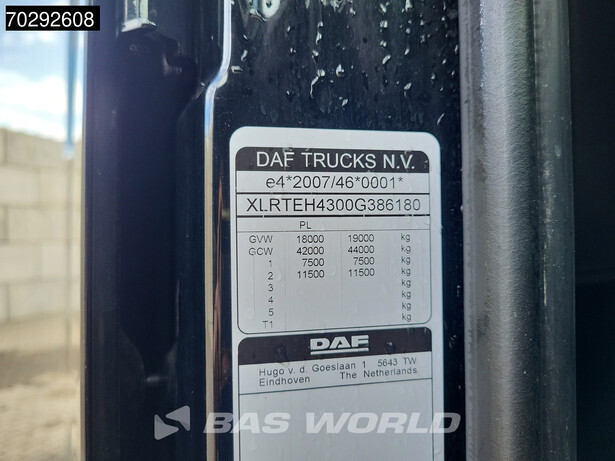 70292608
DAF TRUCKS N.V.
e4*2007/46*0001*
XLRTEH4300G386180
PL
GVW 18000 19000 kg
GCW 42000 44000 kg
1 7500 7500 kg
2 11500 11500 kg
3 kg
4 kg
5 kg
T1 kg
DAF
Hugo v. d. Goeslaan 1 5643 TW
Eindhoven The Netherlands
BAS WORLD